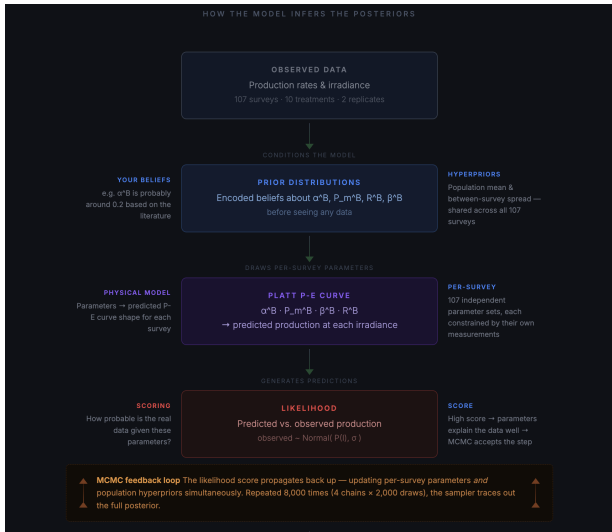 HOW THE MODEL INFERS THE POSTERIORS
OBSERVED DATA
Production rates & irradiance
107 surveys · 10 treatments · 2 replicates
CONDITIONS THE MODEL
YOUR BELIEFS
e.g. α^B is probably
around 0.2 based on the
literature
PRIOR DISTRIBUTIONS
Encoded beliefs about α^B, P_m^B, R^B, β^B
before seeing any data
HYPERPRIORS
Population mean &
between-survey spread —
shared across all 107
surveys
DRAWS PER-SURVEY PARAMETERS
PHYSICAL MODEL
Parameters → predicted P-
E curve shape for each
survey
PLATT P-E CURVE
α^B · P_m^B · β^B · R^B
→ predicted production at each irradiance
PER-SURVEY
107 independent
parameter sets, each
constrained by their own
measurements
GENERATES PREDICTIONS
SCORING
How probable is the real
data given these
parameters?
LIKELIHOOD
Predicted vs. observed production
observed ~ Normal( P(I), σ )
SCORE
High score → parameters
explain the data well →
MCMC accepts the step
MCMC feedback loop The likelihood score propagates back up — updating per-survey parameters and
population hyperpriors simultaneously. Repeated 8,000 times (4 chains × 2,000 draws), the sampler traces out
the full posterior.